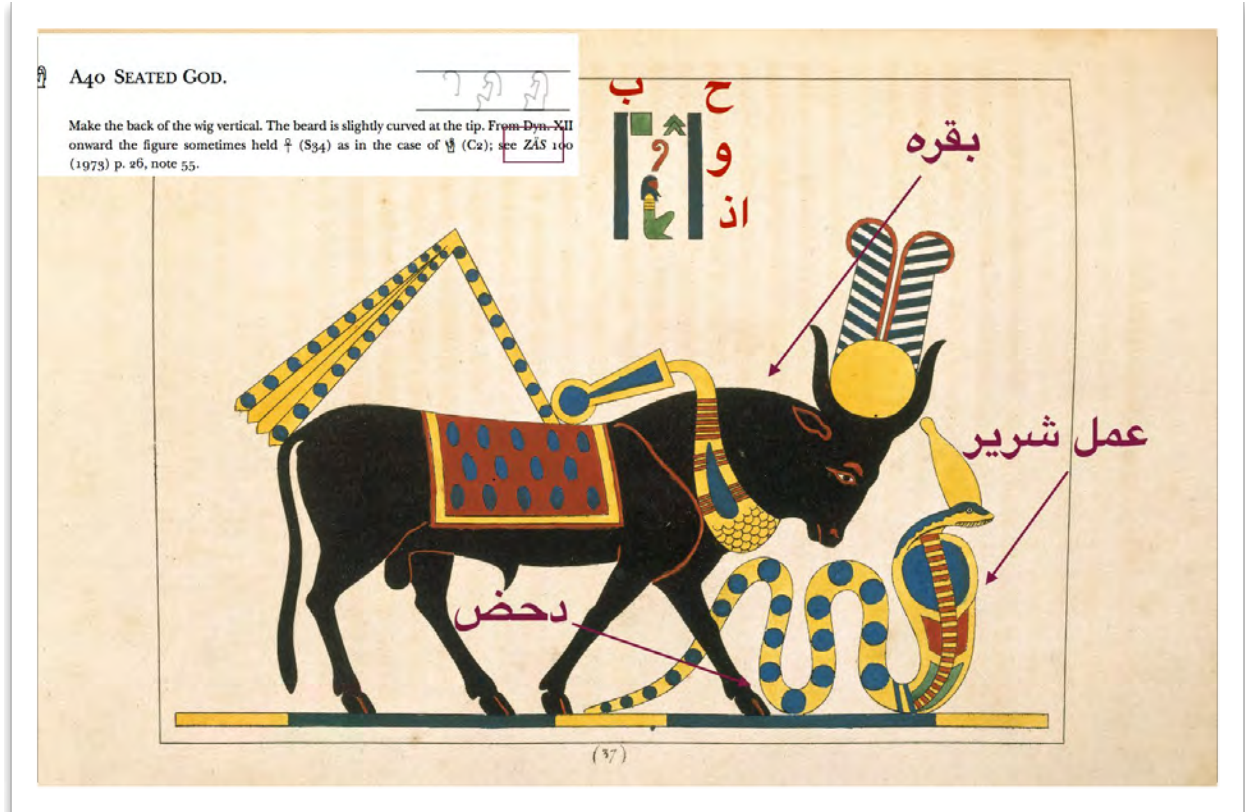 A40 SEATED GOD.
Make the back of the wig vertical. The beard is slightly curved at the tip. From Dyn. XII
onward the figure sometimes held (S34) as in the case of (C2); see ZÄS 100
(1973) p. 26, note 55.
ب ح
و
اذ
بقره
عمل شرير
دحض
(37)